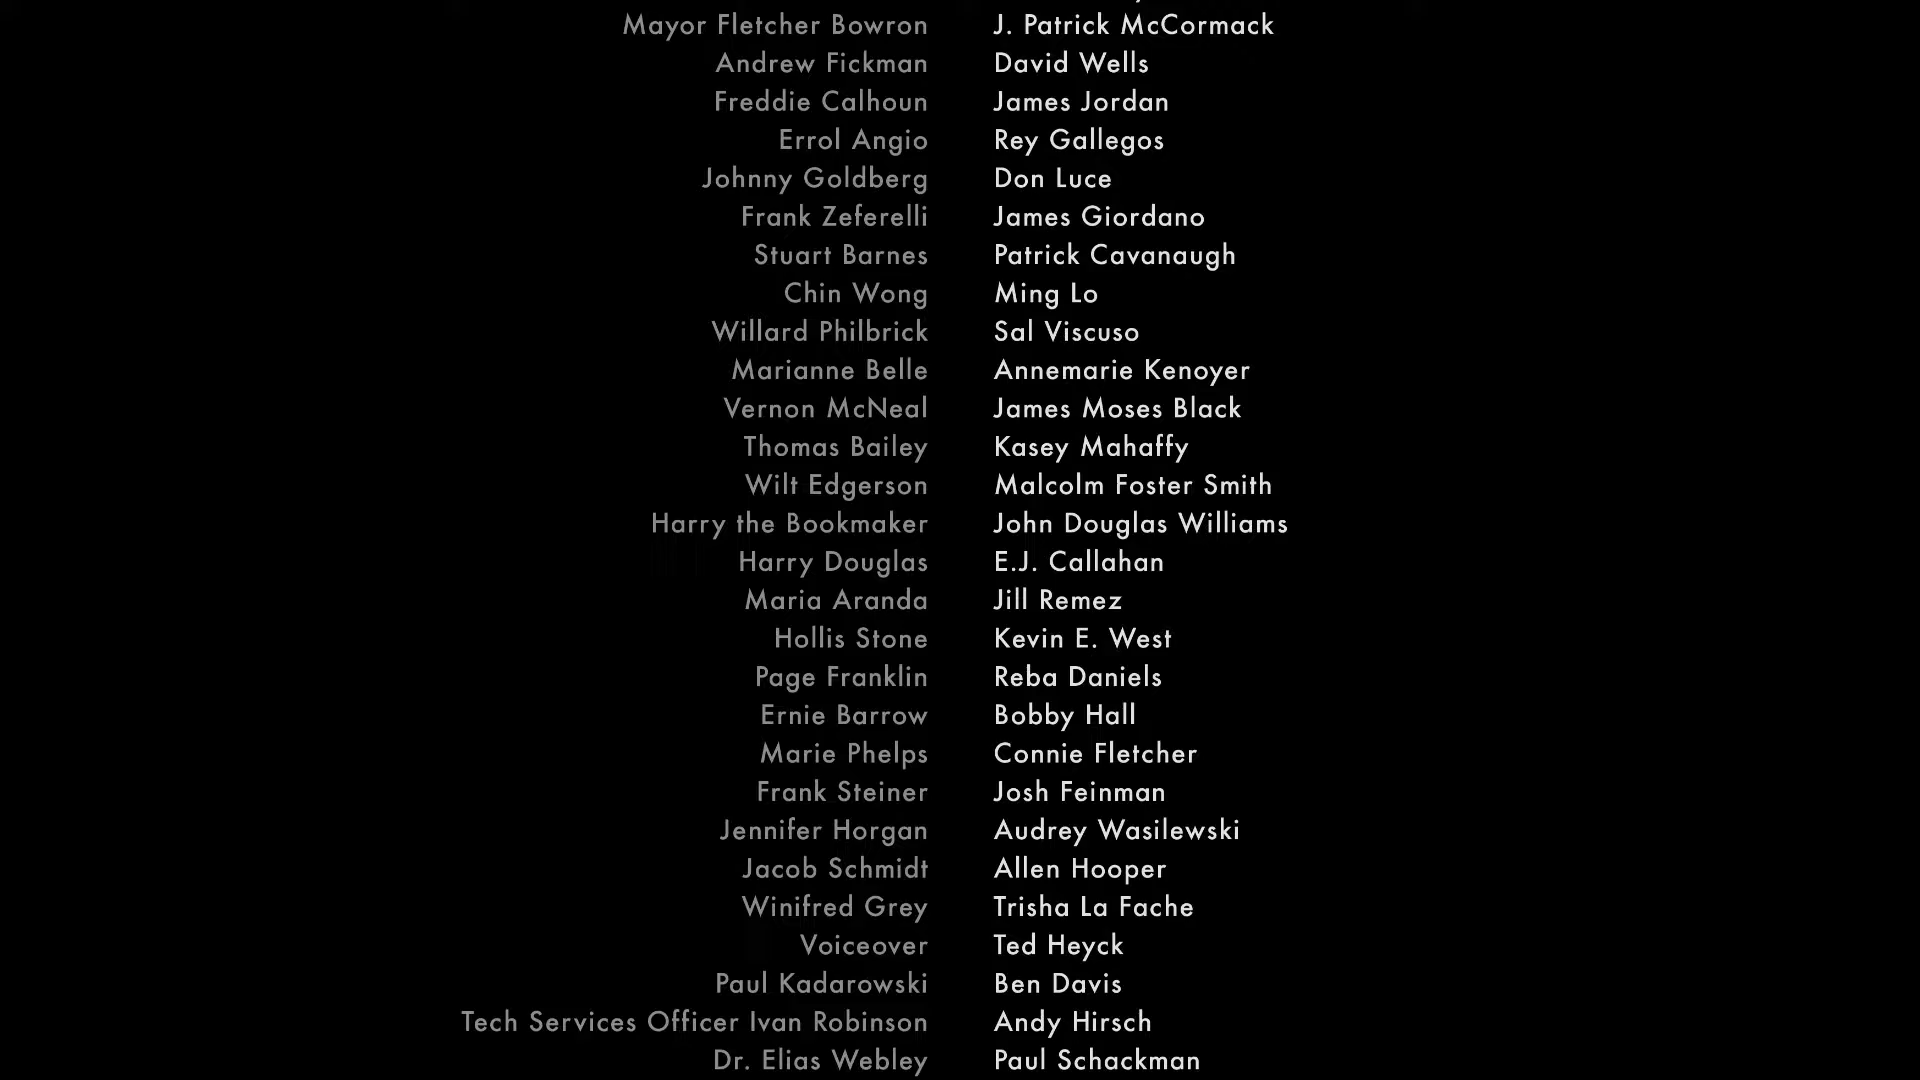 Mayor Fletcher Bowron J. Patrick McCormack
Andrew Fickman David Wells
Freddie Calhoun James Jordan
Errol Angio Rey Gallegos
Johnny Goldberg Don Luce
Frank Zeferelli James Giordano
Stuart Barnes Patrick Cavanaugh
Chin Wong Ming Lo
Willard Philbrick Sal Viscuso
Marianne Belle Annemarie Kenoyer
Vernon McNeal James Moses Black
Thomas Bailey Kasey Mahaffy
Wilt Edgerson Malcolm Foster Smith
Harry the Bookmaker John Douglas Williams
Harry Douglas E.J. Callahan
Maria Aranda Jill Remez
Hollis Stone Kevin E. West
Page Franklin Reba Daniels
Ernie Barrow Bobby Hall
Marie Phelps Connie Fletcher
Frank Steiner Josh Feinman
Jennifer Horgan Audrey Wasilewski
Jacob Schmidt Allen Hooper
Winifred Grey Trisha La Fache
Voiceover Ted Heyck
Paul Kadarowski Ben Davis
Tech Services Officer Ivan Robinson Andy Hirsch
Dr. Elias Webley Paul Schackman